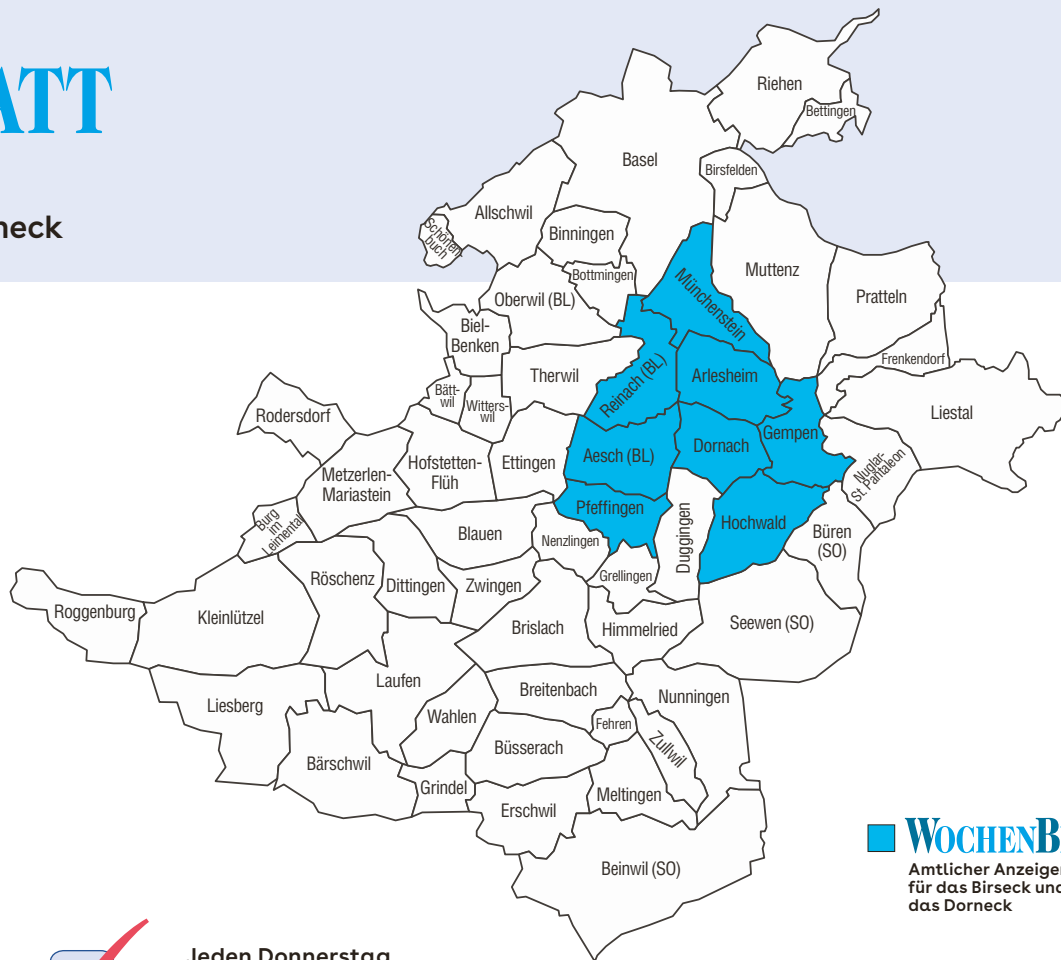 ATT
neck
Riehen
Bettingen
Basel
Birsfelden
Allschwil
Schönen-
buch
Binningen
Bottmingen
Muttenz
Münchenstein
Pratteln
Oberwil (BL)
Biel-
Benken
Frenkendorf
Therwil
Reinach (BL)
Arlesheim
Liestal
Bätt-
wil
Witters-
wil
Rodersdorf
Gempen
Dornach
Aesch (BL)
Ettingen
Hofstetten-
Flüh
Metzerlen-
Mariastein
Nuglar-
St. Pantaleon
Pfeffingen
Hochwald
Büren
(SO)
Duggingen
Burg
im
Leimental
Blauen
Nenzlingen
Grellingen
Röschenz
Dittingen
Zwingen
Roggenburg
Kleinlützel
Brislach
Himmelried
Seewen (SO)
Laufen
Breitenbach
Nunningen
Liesberg
Wahlen
Fehren
Zullwil
Büsserach
Bärschwil
Grindel
Meltingen
Erschwil
Beinwil (SO)
WOCHENB
Amtlicher Anzeiger
für das Birseck und
das Dorneck
Jeden Donnerstag